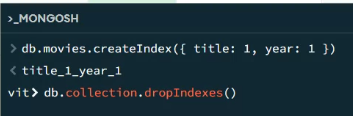 >_MONGOSH
> db.movies.createIndex({ title: 1, year: 1 })
< title_1_year_1
vit> db.collection.dropIndexes()